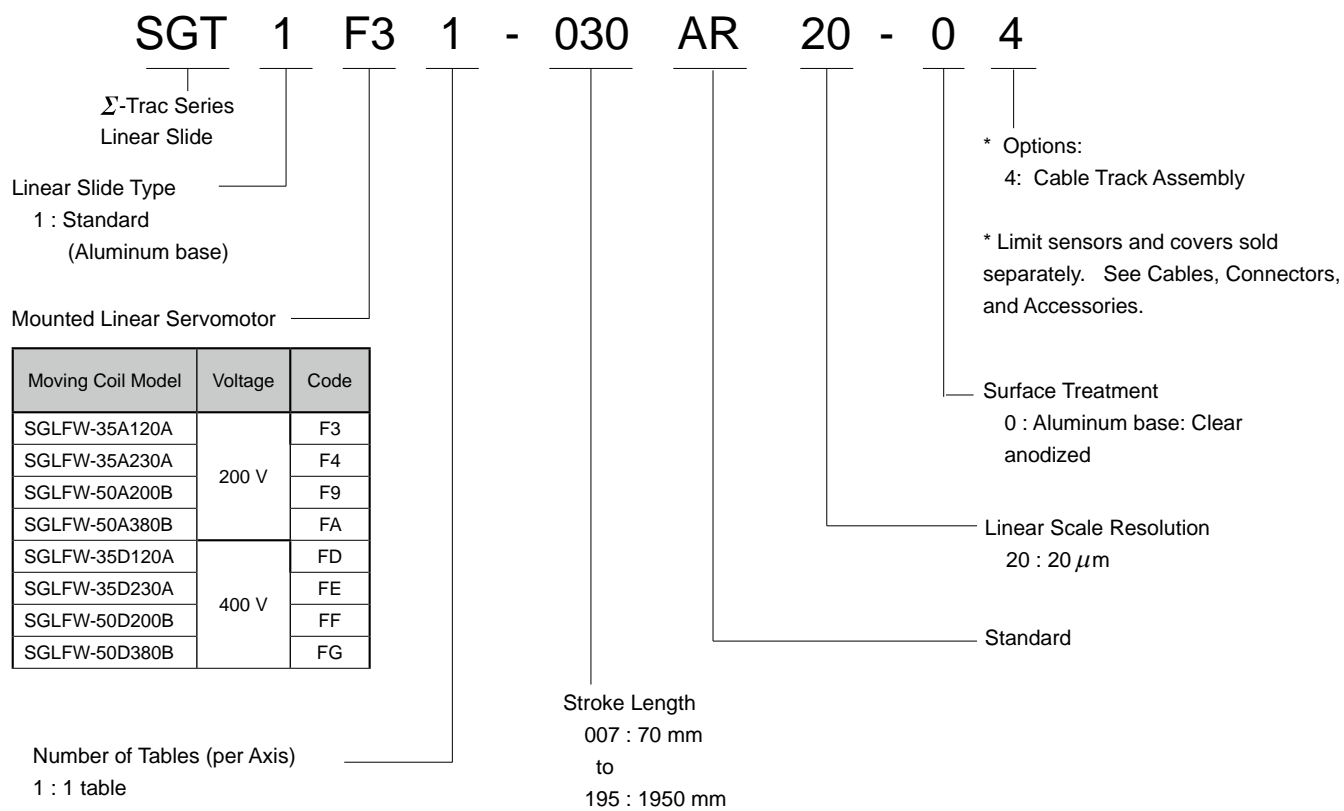 SGT 1 F3 1 - 030 AR 20 - 0 4
Σ-Trac Series
Linear Slide
Linear Slide Type
1 : Standard
(Aluminum base)
Mounted Linear Servomotor
Moving Coil Model Voltage Code
SGLFW-35A120A F3
SGLFW-35A230A F4
200 V
SGLFW-50A200B F9
SGLFW-50A380B FA
SGLFW-35D120A FD
SGLFW-35D230A FE
400 V
SGLFW-50D200B FF
SGLFW-50D380B FG
Number of Tables (per Axis)
1 : 1 table
Stroke Length
007 : 70 mm
to
195 : 1950 mm
* Options:
4: Cable Track Assembly
* Limit sensors and covers sold
separately. See Cables, Connectors,
and Accessories.
Surface Treatment
0 : Aluminum base: Clear
anodized
Linear Scale Resolution
20 : 20 μm
Standard